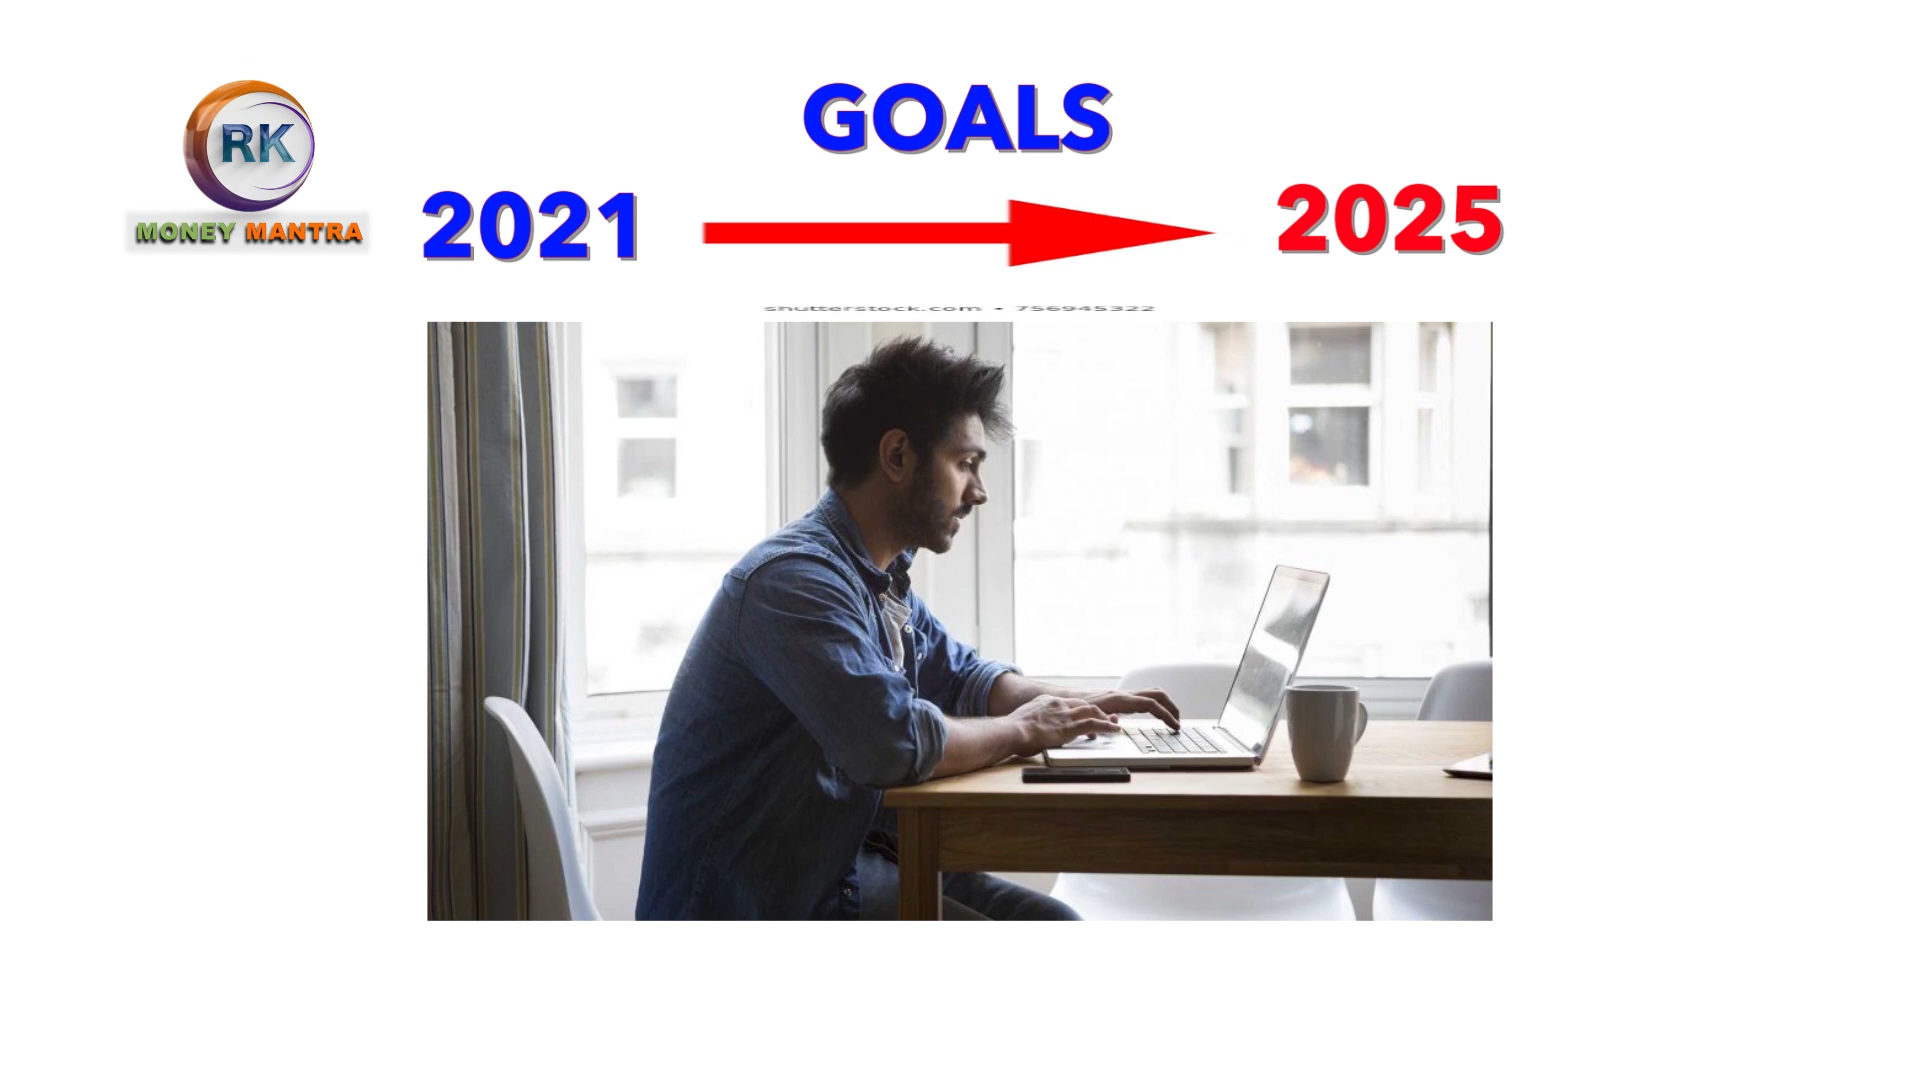 GOALS
RK
MONEY MANTRA
2021
2025
shutterstock.com • 756945322